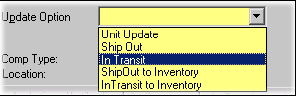 Update Option
Unit Update
Ship Out
In Transit
ShipOut to Inventory
InTransit to Inventory
Comp Type:
Location: